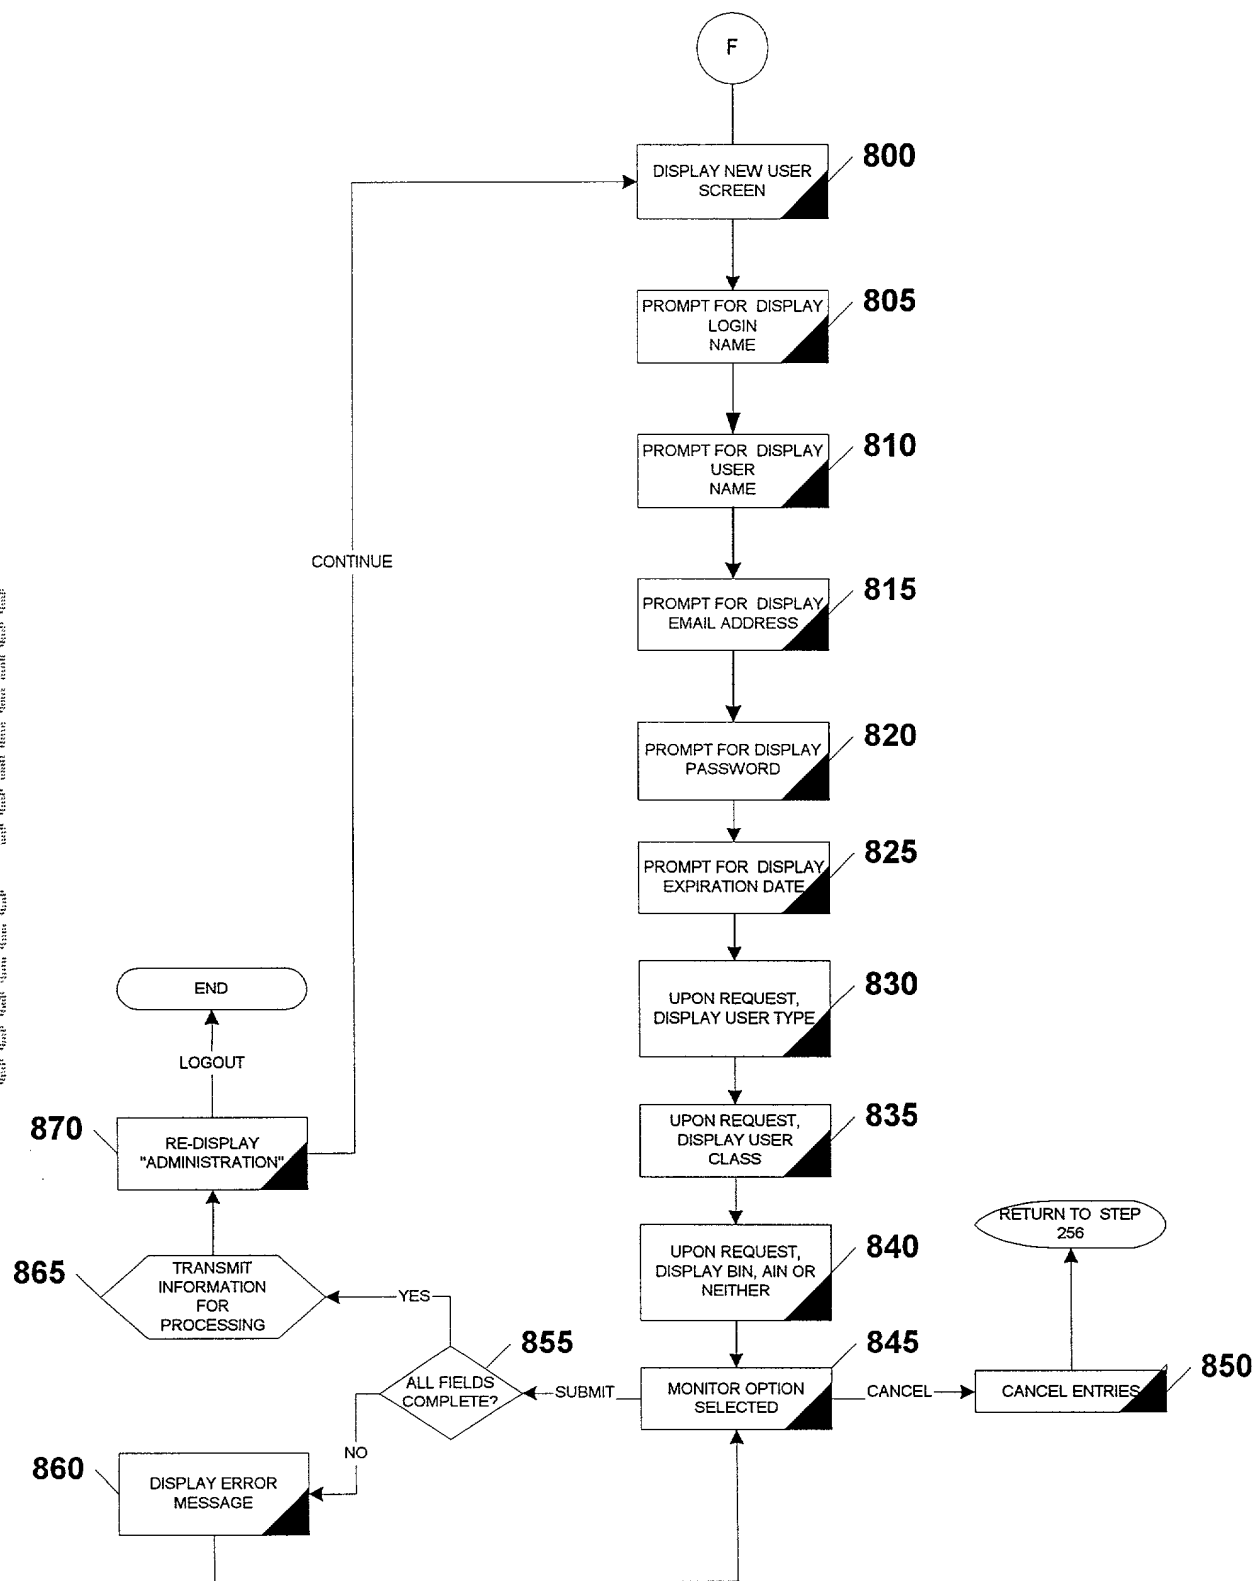 F
DISPLAY NEW USER
SCREEN
800
PROMPT FOR DISPLAY
LOGIN
NAME
805
PROMPT FOR DISPLAY
USER
NAME
810
CONTINUE
PROMPT FOR DISPLAY
EMAIL ADDRESS
815
PROMPT FOR DISPLAY
PASSWORD
820
PROMPT FOR DISPLAY
EXPIRATION DATE
825
END
UPON REQUEST,
DISPLAY USER TYPE
830
LOGOUT
870
RE-DISPLAY
"ADMINISTRATION"
UPON REQUEST,
DISPLAY USER
CLASS
835
RETURN TO STEP
256
865
TRANSMIT
INFORMATION
FOR
PROCESSING
YES
UPON REQUEST,
DISPLAY BIN, AIN OR
NEITHER
840
855
ALL FIELDS
COMPLETE?
SUBMIT
MONITOR OPTION
SELECTED
845
CANCEL
CANCEL ENTRIES
850
NO
860
DISPLAY ERROR
MESSAGE